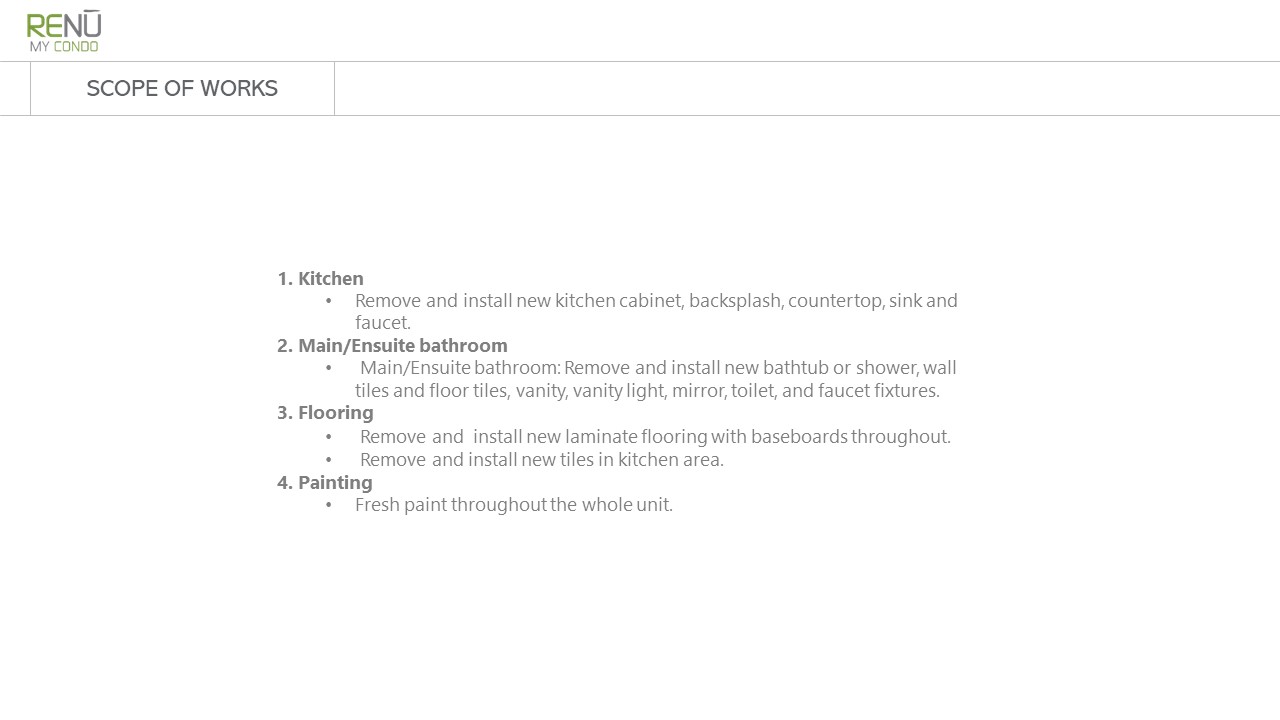 RENŪ
MY CONDO
SCOPE OF WORKS
1. Kitchen
• Remove and install new kitchen cabinet, backsplash, countertop, sink and
faucet.
2. Main/Ensuite bathroom
• Main/Ensuite bathroom: Remove and install new bathtub or shower, wall
tiles and floor tiles, vanity, vanity light, mirror, toilet, and faucet fixtures.
3. Flooring
• Remove and install new laminate flooring with baseboards throughout.
• Remove and install new tiles in kitchen area.
4. Painting
• Fresh paint throughout the whole unit.